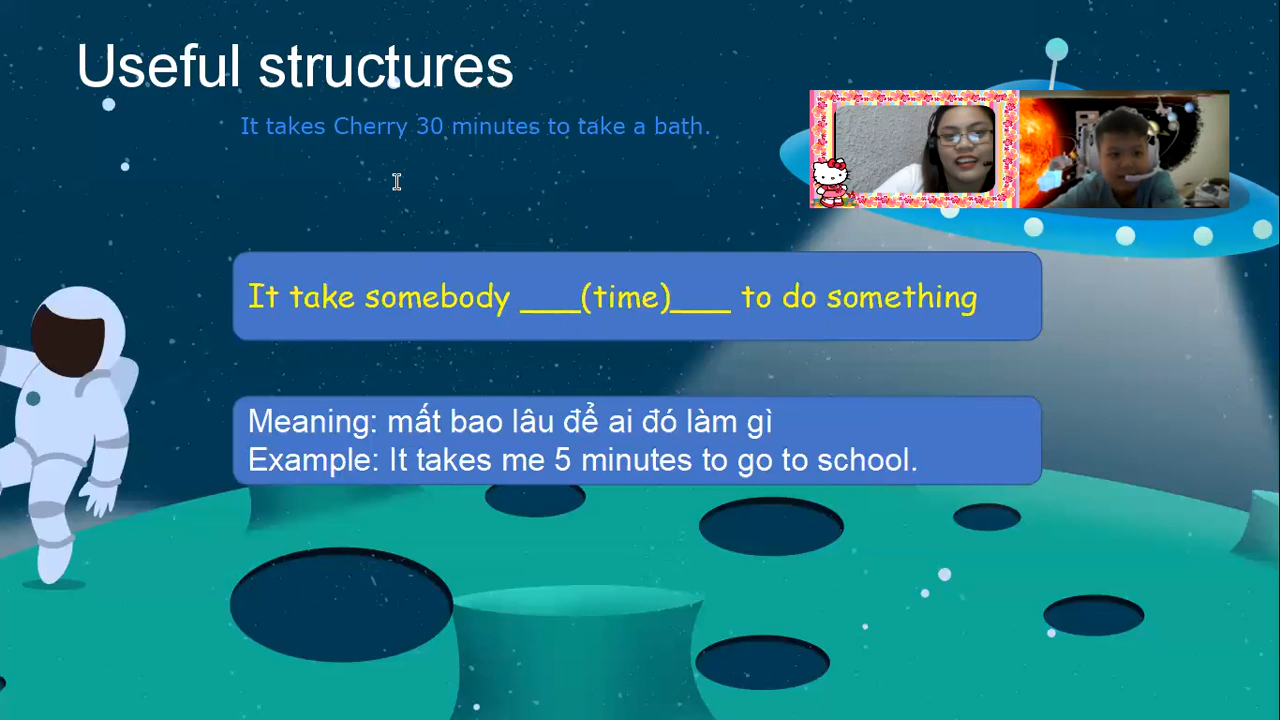 Useful structures
It takes Cherry 30 minutes to take a bath.
It take somebody ___(time)___ to do something
Meaning: mất bao lâu để ai đó làm gì
Example: It takes me 5 minutes to go to school.